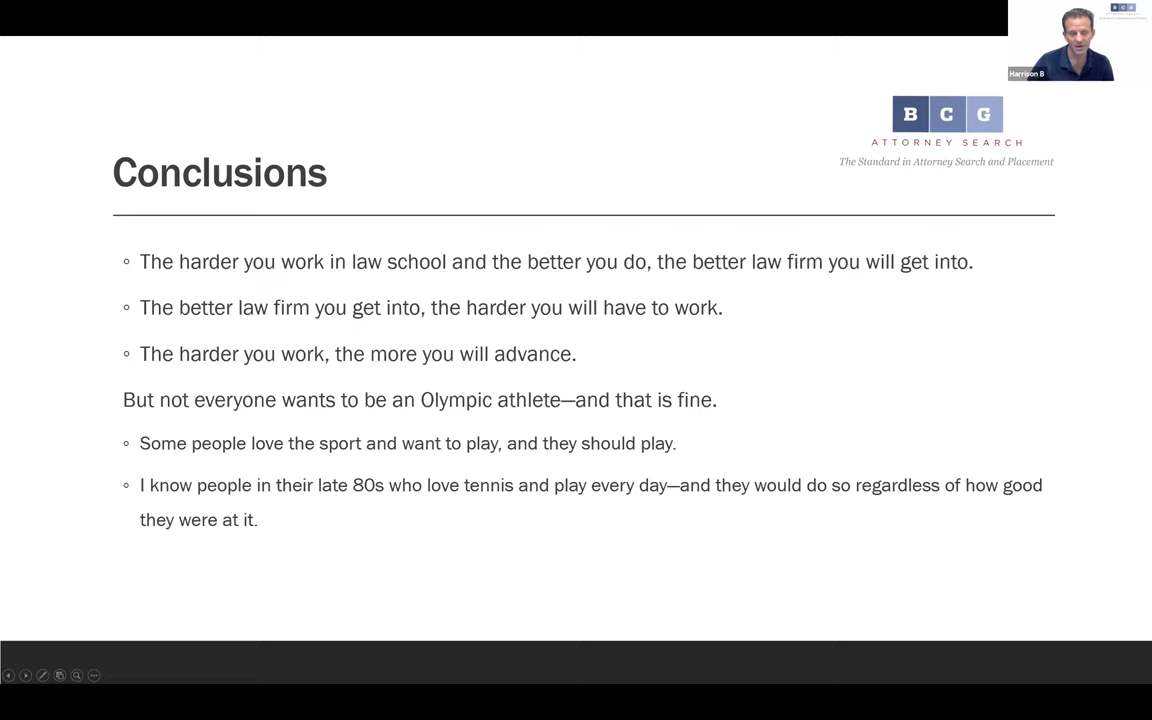 Harrison B
B C G
ATTORNEY SEARCH
The Standard in Attorney Search and Placement
Conclusions
The harder you work in law school and the better you do, the better law firm you will get into.
The better law firm you get into, the harder you will have to work.
The harder you work, the more you will advance.
But not everyone wants to be an Olympic athlete—and that is fine.
Some people love the sport and want to play, and they should play.
I know people in their late 80s who love tennis and play every day—and they would do so regardless of how good
they were at it.